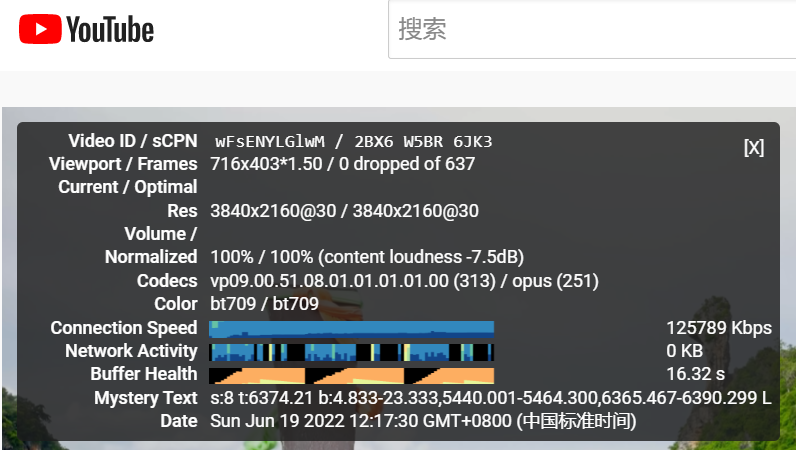 YouTube
搜索
Video ID / sCPN wFsENYLGlwM / 2BX6 W5BR 6JK3
[X]
Viewport / Frames 716x403*1.50 / 0 dropped of 637
Current / Optimal
Res 3840x2160@30 / 3840x2160@30
Volume /
Normalized 100% / 100% (content loudness -7.5dB)
Codecs vp09.00.51.08.01.01.01.01.00 (313) / opus (251)
Color bt709 / bt709
Connection Speed 125789 Kbps
Network Activity 0 KB
Buffer Health 16.32 s
Mystery Text s:8 t:6374.21 b:4.833-23.333,5440.001-5464.300,6365.467-6390.299 L
Date Sun Jun 19 2022 12:17:30 GMT+0800 (中国标准时间)